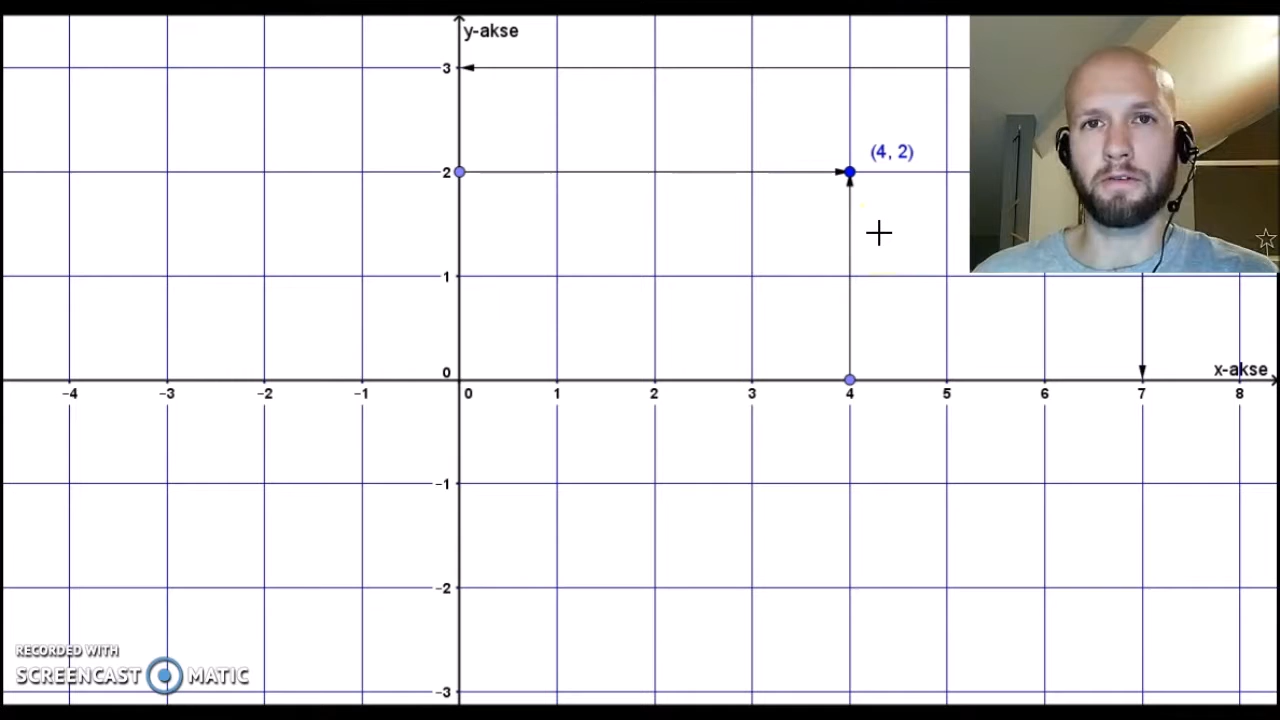 y-akse
3
(4, 2)
2
1
0
x-akse
−4 −3 −2 −1 0 1 2 3 4 5 6 7 8
−1
−2
RECORDED WITH
SCREENCAST MATIC
−3